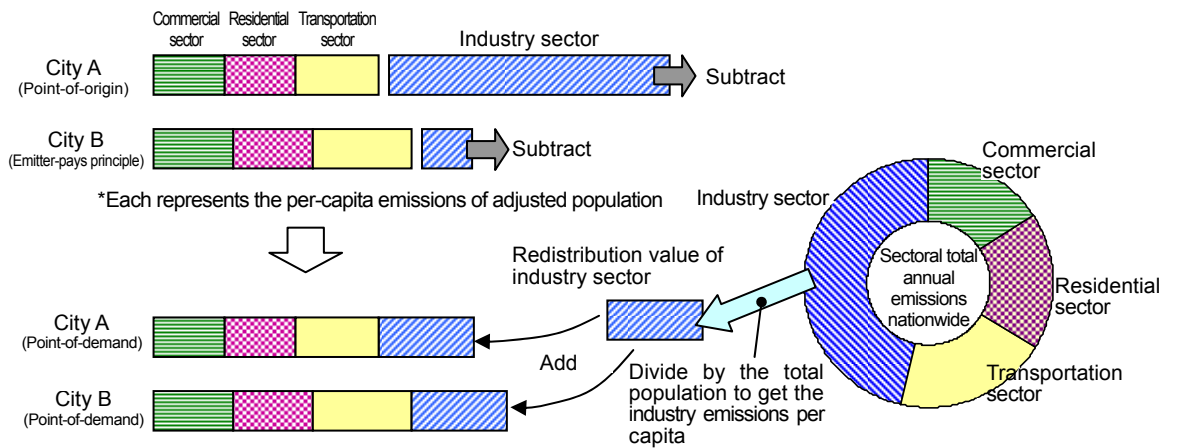 Commercial
sector
Residential
sector
Transportation
sector
Industry sector
City A
(Point-of-origin)
Subtract
City B
(Emitter-pays principle)
Subtract
*Each represents the per-capita emissions of adjusted population
Industry sector
Commercial
sector
Sectoral total
annual
emissions
nationwide
Residential
sector
Transportation
sector
Redistribution value of
industry sector
City A
(Point-of-demand)
Add
City B
(Point-of-demand)
Divide by the total
population to get the
industry emissions per
capita